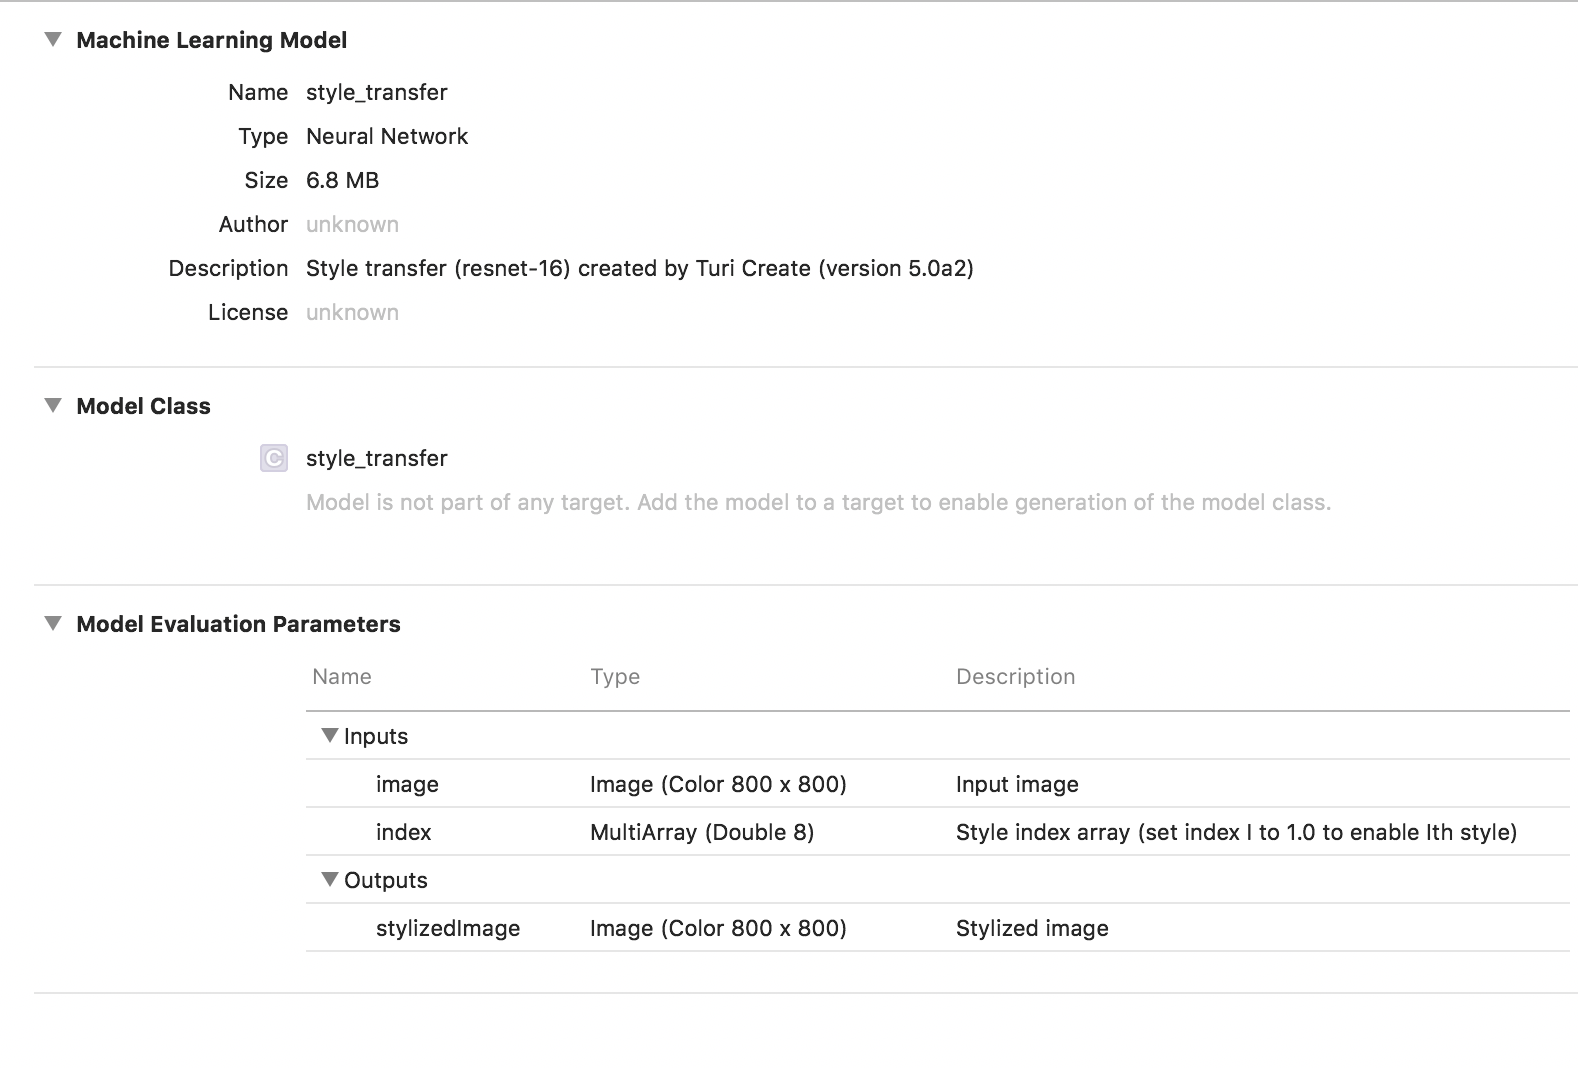 Machine Learning Model
Name style_transfer
Type Neural Network
Size 6.8 MB
Author unknown
Description Style transfer (resnet-16) created by Turi Create (version 5.0a2)
License unknown
Model Class
C style_transfer
Model is not part of any target. Add the model to a target to enable generation of the model class.
Model Evaluation Parameters
Name Type Description
Inputs
image Image (Color 800 x 800) Input image
index MultiArray (Double 8) Style index array (set index I to 1.0 to enable Ith style)
Outputs
stylizedImage Image (Color 800 x 800) Stylized image